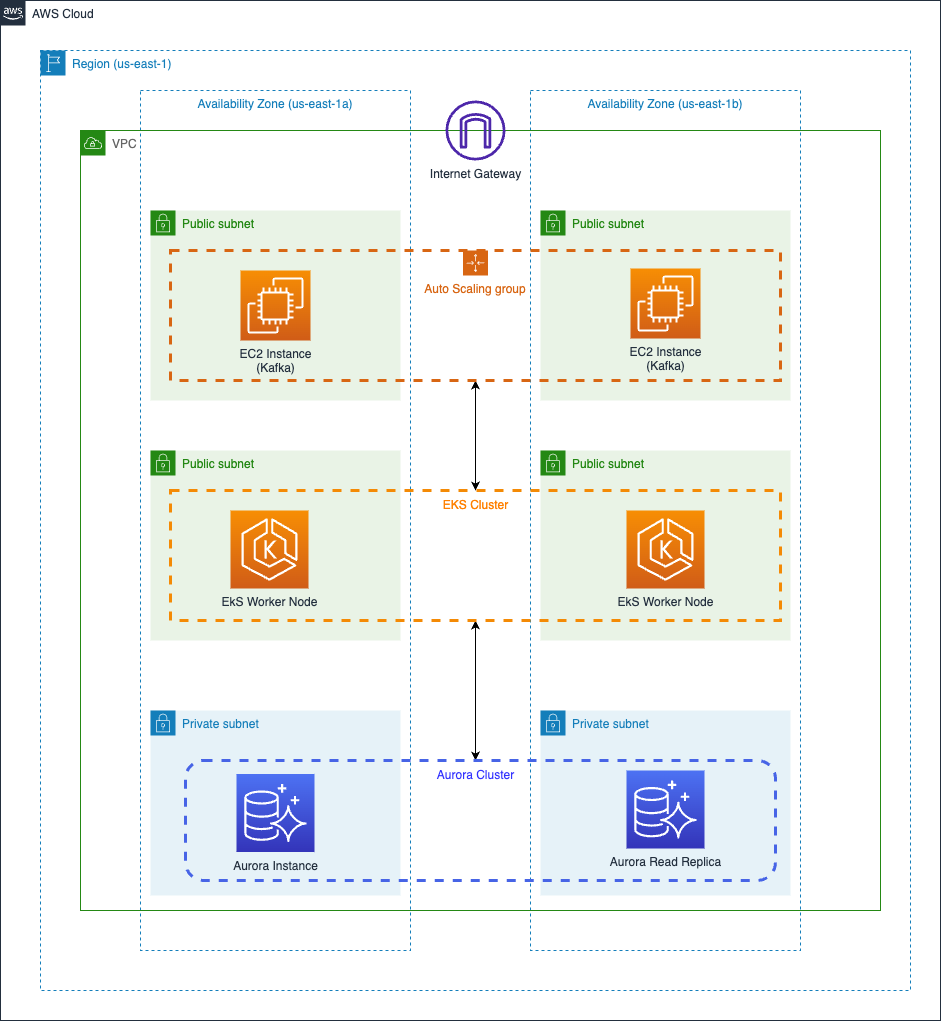 aws
AWS Cloud
Region (us-east-1)
Availability Zone (us-east-1a)
Availability Zone (us-east-1b)
VPC
Internet Gateway
Public subnet
Public subnet
Auto Scaling group
EC2 Instance
(Kafka)
EC2 Instance
(Kafka)
Public subnet
Public subnet
EKS Cluster
K
K
EkS Worker Node
EkS Worker Node
Private subnet
Private subnet
Aurora Cluster
Aurora Instance
Aurora Read Replica